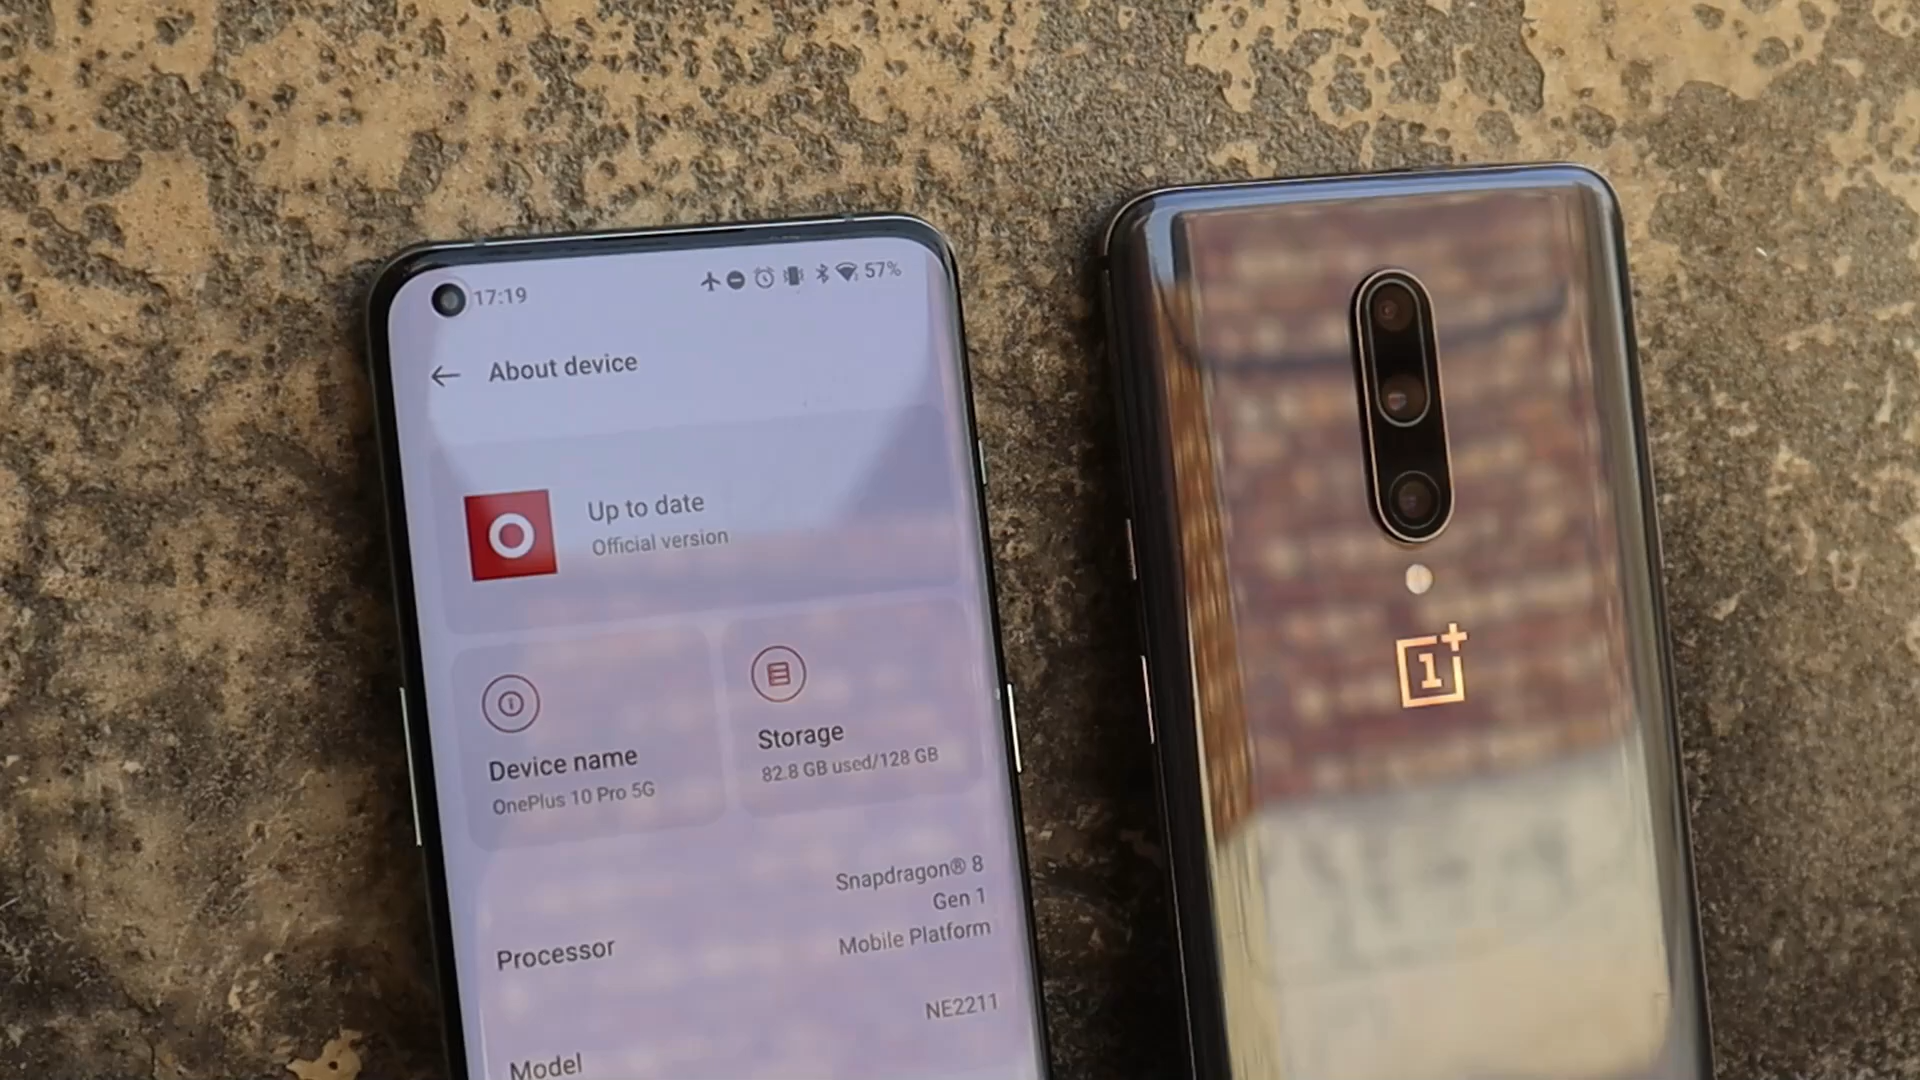 17:19 57%
About device
Up to date
Official version
Device name
OnePlus 10 Pro 5G
Storage
82.8 GB used/128 GB
Processor
Snapdragon® 8
Gen 1
Mobile Platform
Model
NE2211
1+